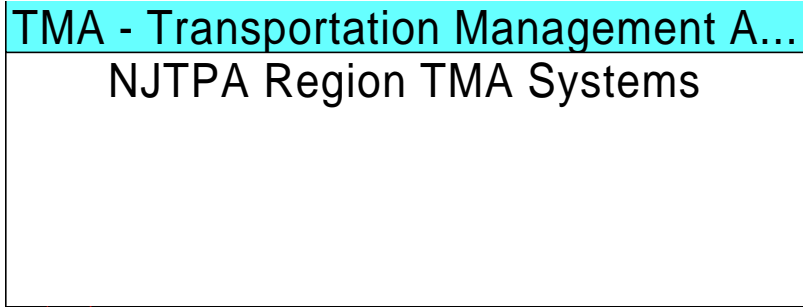 TMA - Transportation Management A...
NJTPA Region TMA Systems